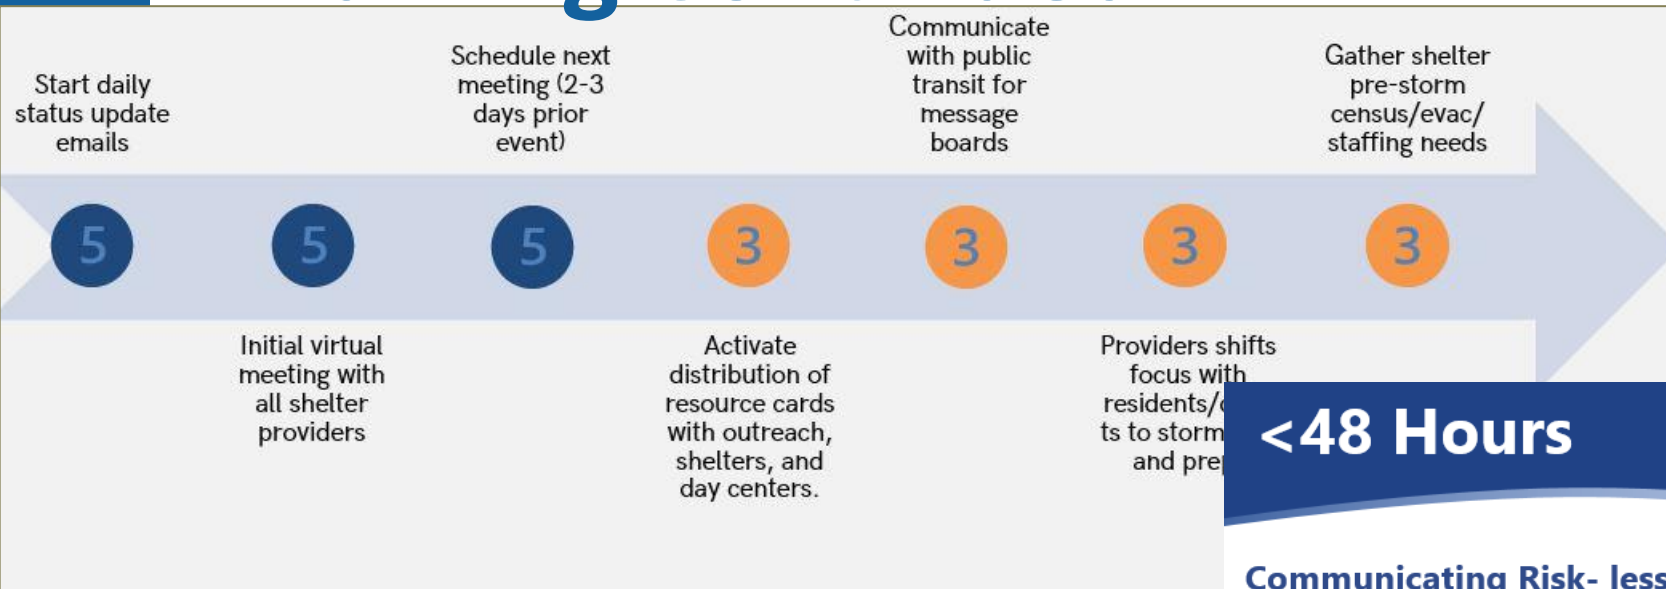 Start daily
status update
emails
5
Initial virtual
meeting with
all shelter
providers
5
Schedule next
meeting (2-3
days prior
event)
5
Activate
distribution of
resource cards
with outreach,
shelters, and
day centers.
3
Communicate
with public
transit for
message
boards
3
Providers shifts
focus with
residents/
ts to storm
and
3
Gather shelter
pre-storm
census/evac/
staffing needs
3
<48 Hours
Communicating Risk- less